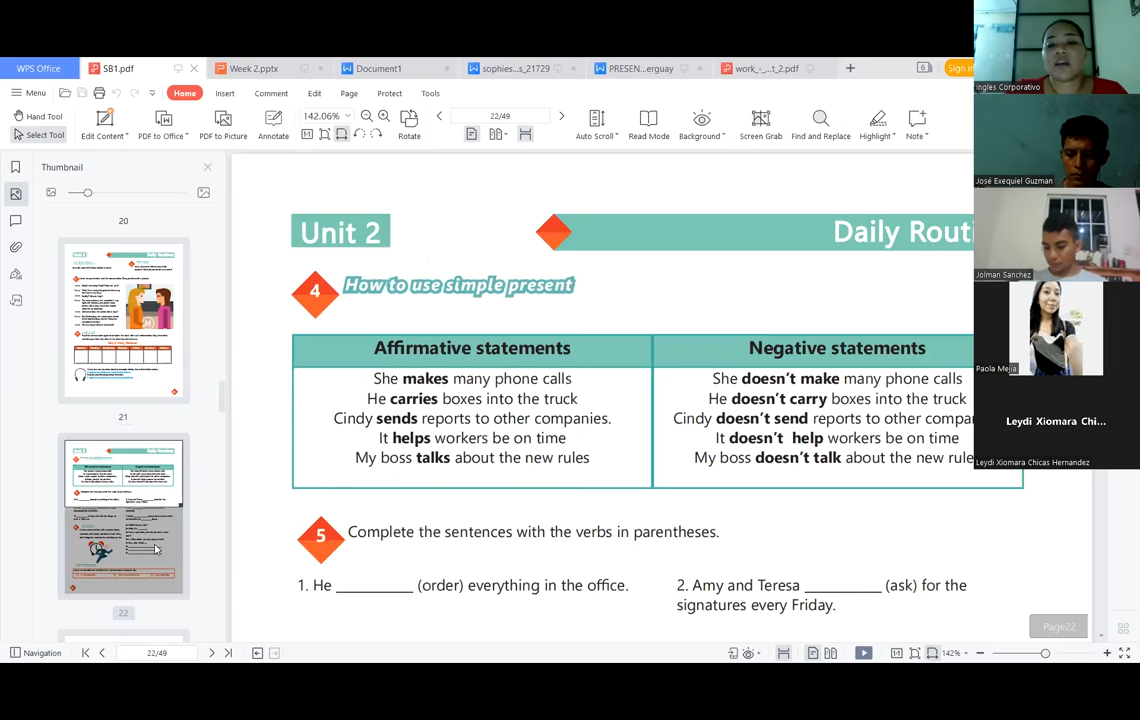 WPS Office
SB1.pdf
Week 2.pptx
Document1
sophies...s_21729
PRESEN...erguay
work_-_...t_2.pdf
Sign in
Menu
Home
Insert
Comment
Edit
Page
Protect
Tools
Hand Tool
Select Tool
Edit Content
PDF to Office
PDF to Picture
Annotate
142.06%
Rotate
22/49
Auto Scroll
Read Mode
Background
Screen Grab
Find and Replace
Highlight
Note
Thumbnail
20
21
22
Unit 2
Daily Routi
4
How to use simple present
Affirmative statements
She makes many phone calls
He carries boxes into the truck
Cindy sends reports to other companies.
It helps workers be on time
My boss talks about the new rules
Negative statements
She doesn't make many phone calls
He doesn't carry boxes into the truck
Cindy doesn't send reports to other compan
It doesn't help workers be on time
My boss doesn't talk about the new rule
5
Complete the sentences with the verbs in parentheses.
1. He _________ (order) everything in the office.
2. Amy and Teresa _________ (ask) for the
signatures every Friday.
Page22
Navigation
22/49
142%
Ingles Corporativo
José Exequiel Guzman
Jolman Sanchez
Paola Mejia
Leydi Xiomara Chi...
Leydi Xiomara Chicas Hernandez